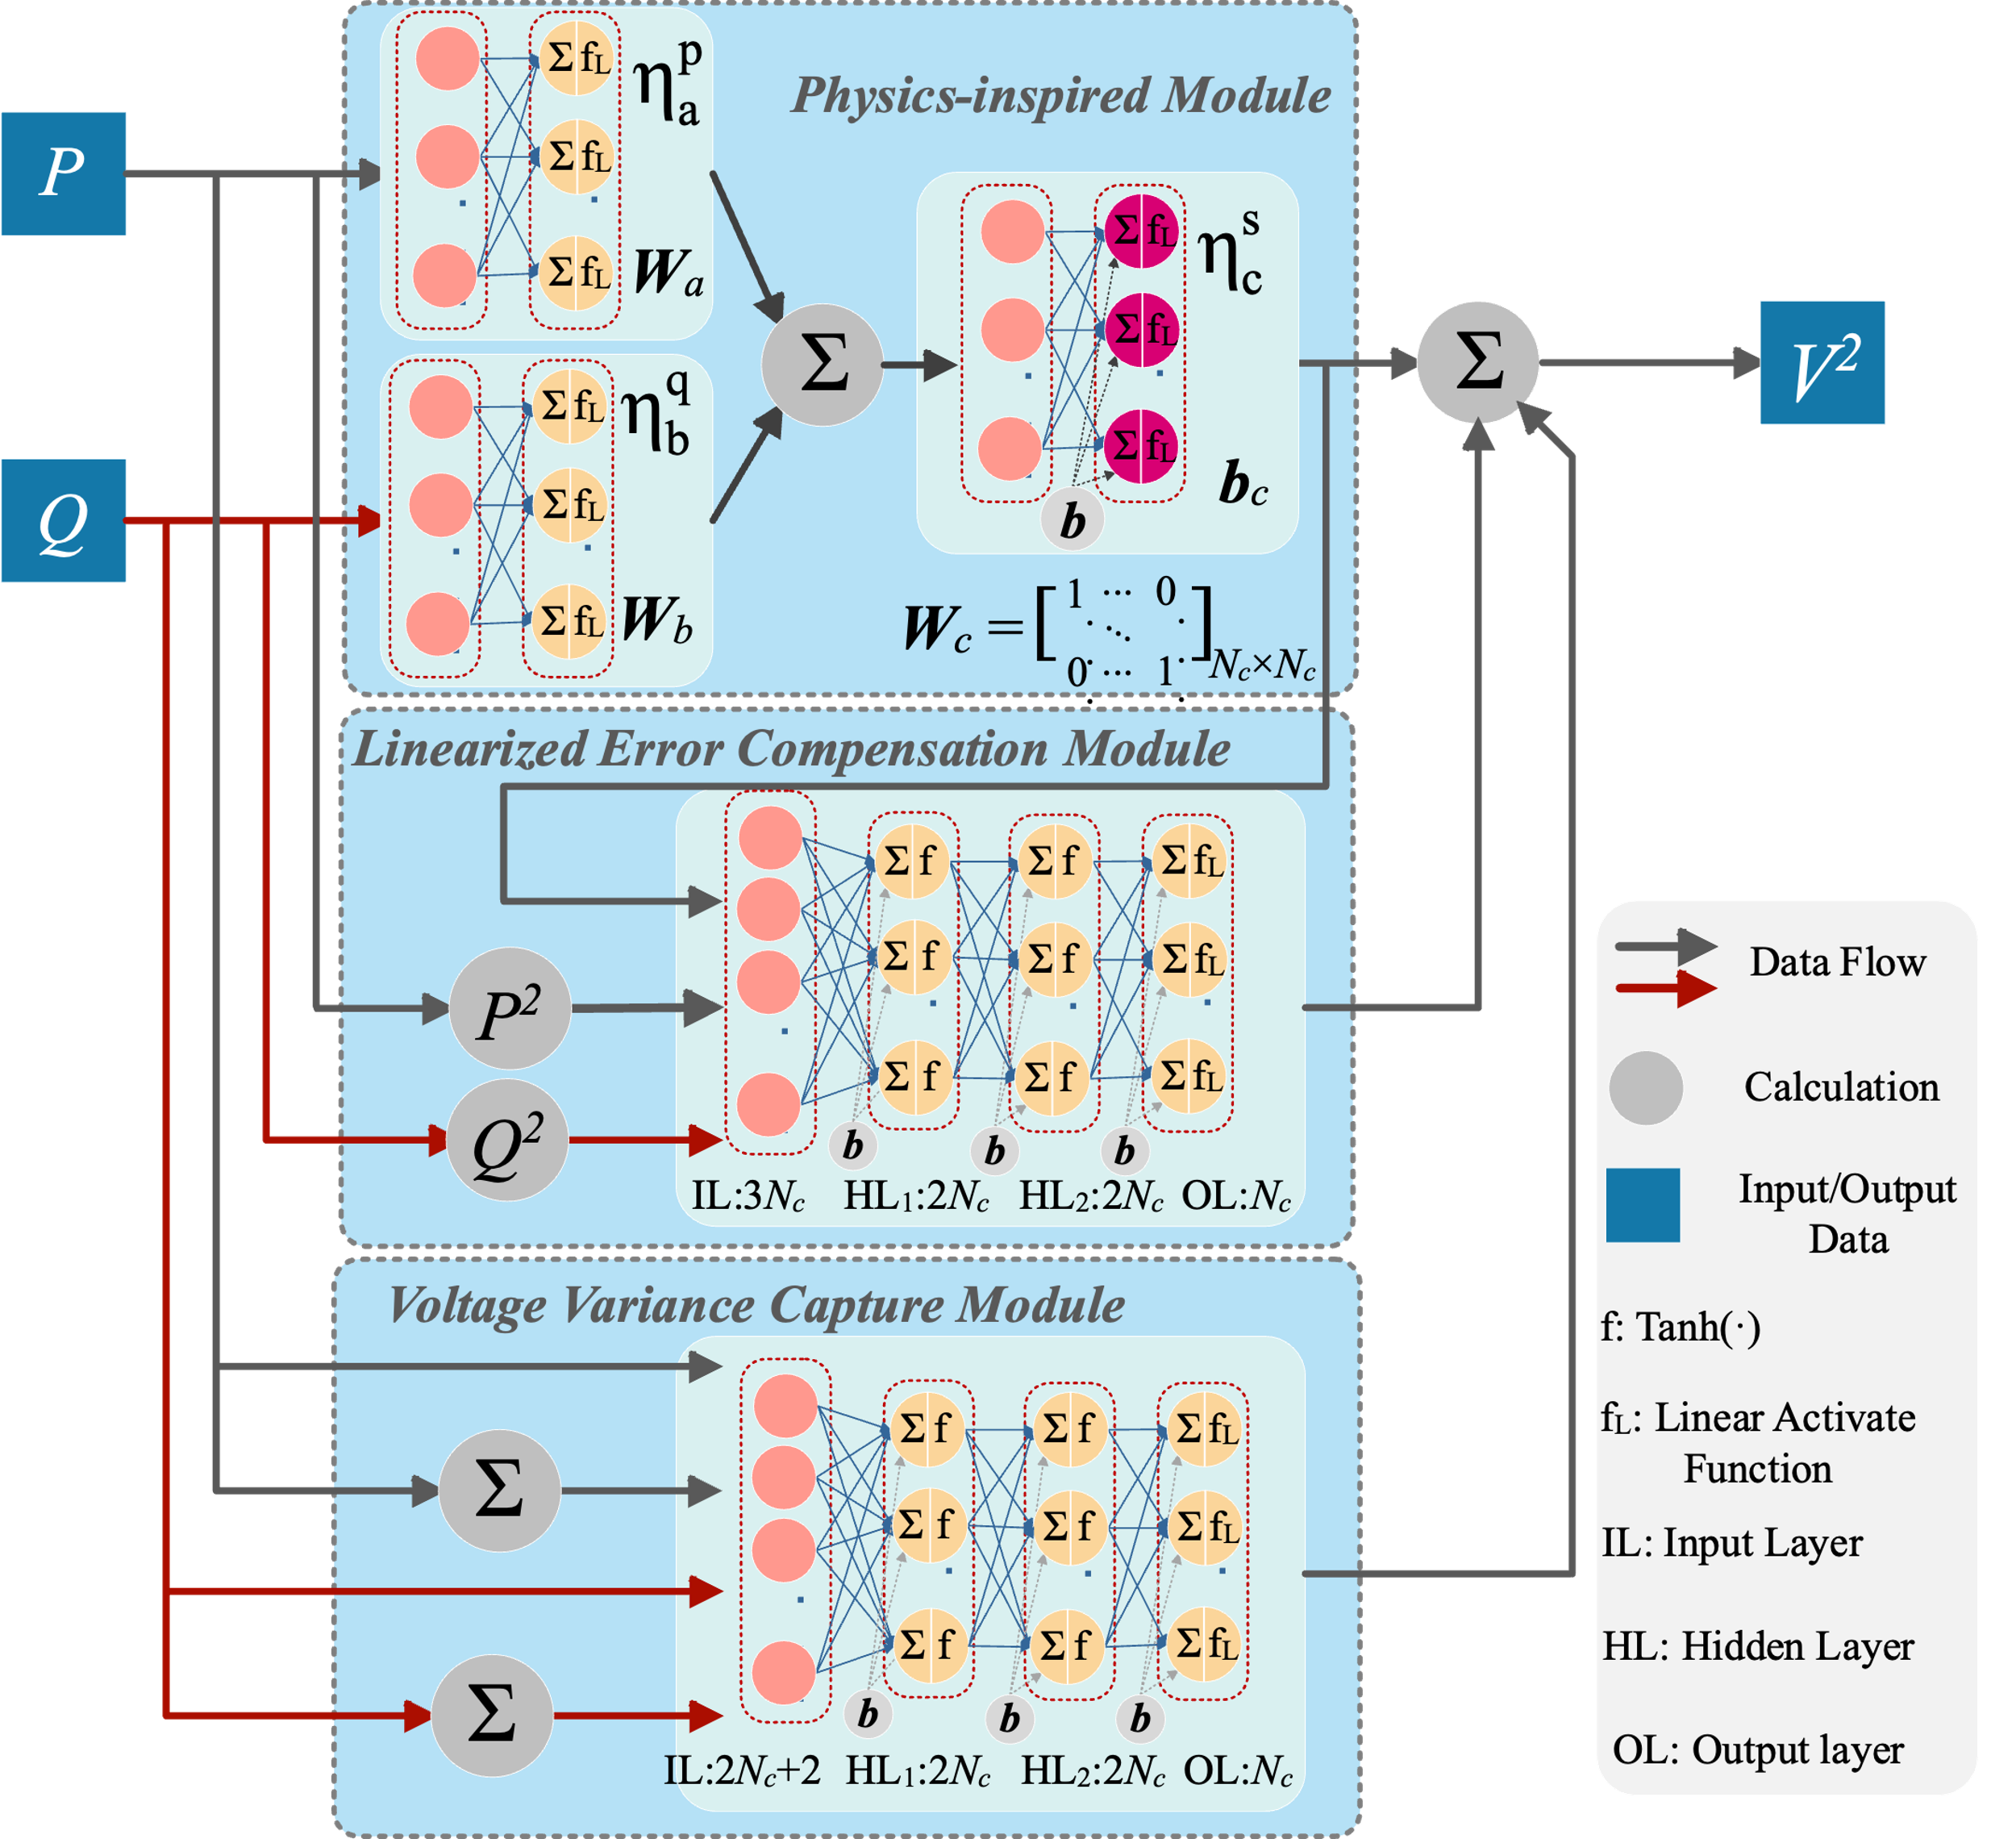 P
Q
Physics-inspired Module
Σ fL
Σ fL
Σ fL
η a p
Wa
Σ fL
Σ fL
Σ fL
η b q
Wb
Σ
Σ fL
Σ fL
Σ fL
η c s
bc
b
Wc = [ 1 ⋯ 0
⋱
0 ⋯ 1 ] Nc×Nc
Σ
V2
Linearized Error Compensation Module
P2
Q2
Σ f Σ f Σ fL
Σ f Σ f Σ fL
Σ f Σ f Σ fL
b b b
IL:3Nc HL1:2Nc HL2:2Nc OL:Nc
Voltage Variance Capture Module
Σ
Σ
Σ f Σ f Σ fL
Σ f Σ f Σ fL
Σ f Σ f Σ fL
b b b
IL:2Nc+2 HL1:2Nc HL2:2Nc OL:Nc
Data Flow
Calculation
Input/Output
Data
f: Tanh(·)
fL: Linear Activate
Function
IL: Input Layer
HL: Hidden Layer
OL: Output layer